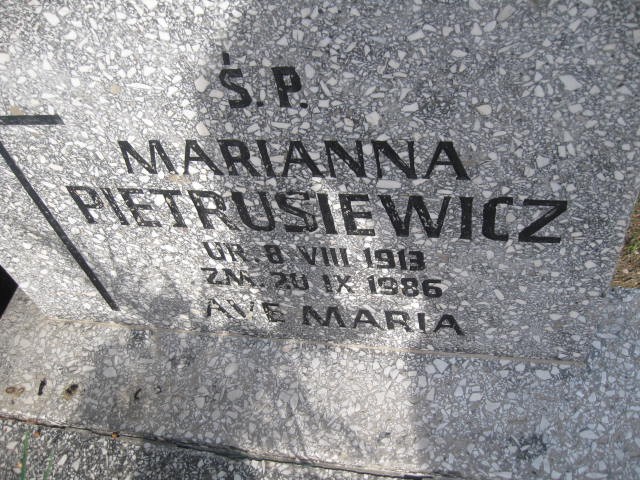 Ś.P.
MARIANNA
PIETRUSIEWICZ
UR. 8 VIII 1913
ZM. 20 IX 1986
AVE MARIA